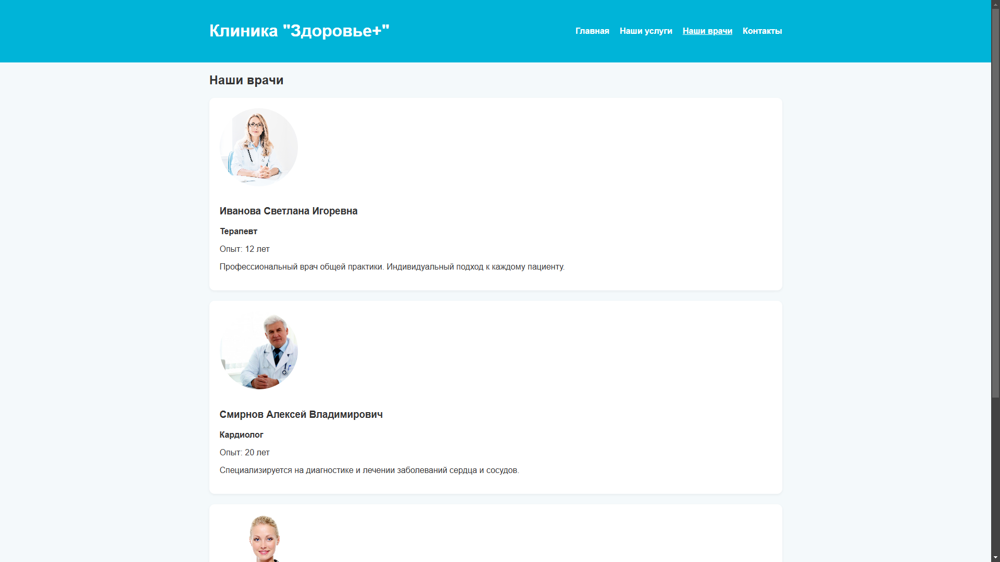 Клиника "Здоровье+"
Главная Наши услуги Наши врачи Контакты
Наши врачи
Иванова Светлана Игоревна
Терапевт
Опыт: 12 лет
Профессиональный врач общей практики. Индивидуальный подход к каждому пациенту.
Смирнов Алексей Владимирович
Кардиолог
Опыт: 20 лет
Специализируется на диагностике и лечении заболеваний сердца и сосудов.